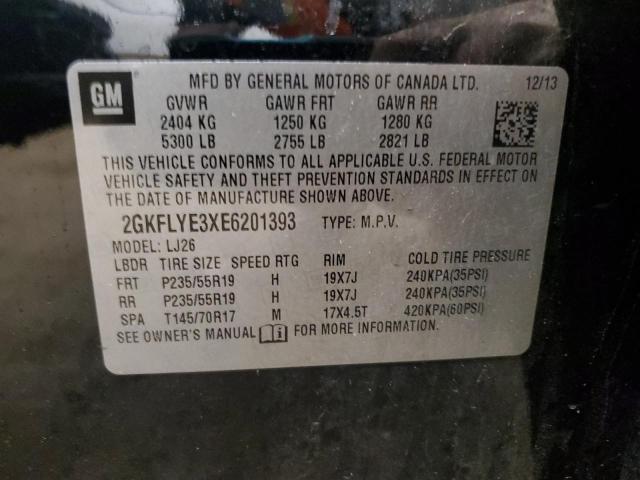 GM
MFD BY GENERAL MOTORS OF CANADA LTD. 12/13
GVWR GAWR FRT GAWR RR
2404 KG 1250 KG 1280 KG
5300 LB 2755 LB 2821 LB
THIS VEHICLE CONFORMS TO ALL APPLICABLE U.S. FEDERAL MOTOR
VEHICLE SAFETY AND THEFT PREVENTION STANDARDS IN EFFECT ON
THE DATE OF MANUFACTURE SHOWN ABOVE.
2GKFLYE3XE6201393 TYPE: M.P.V.
MODEL: LJ26
LBDR TIRE SIZE SPEED RTG RIM COLD TIRE PRESSURE
FRT P235/55R19 H 19X7J 240KPA(35PSI)
RR P235/55R19 H 19X7J 240KPA(35PSI)
SPA T145/70R17 M 17X4.5T 420KPA(60PSI)
SEE OWNER'S MANUAL FOR MORE INFORMATION.